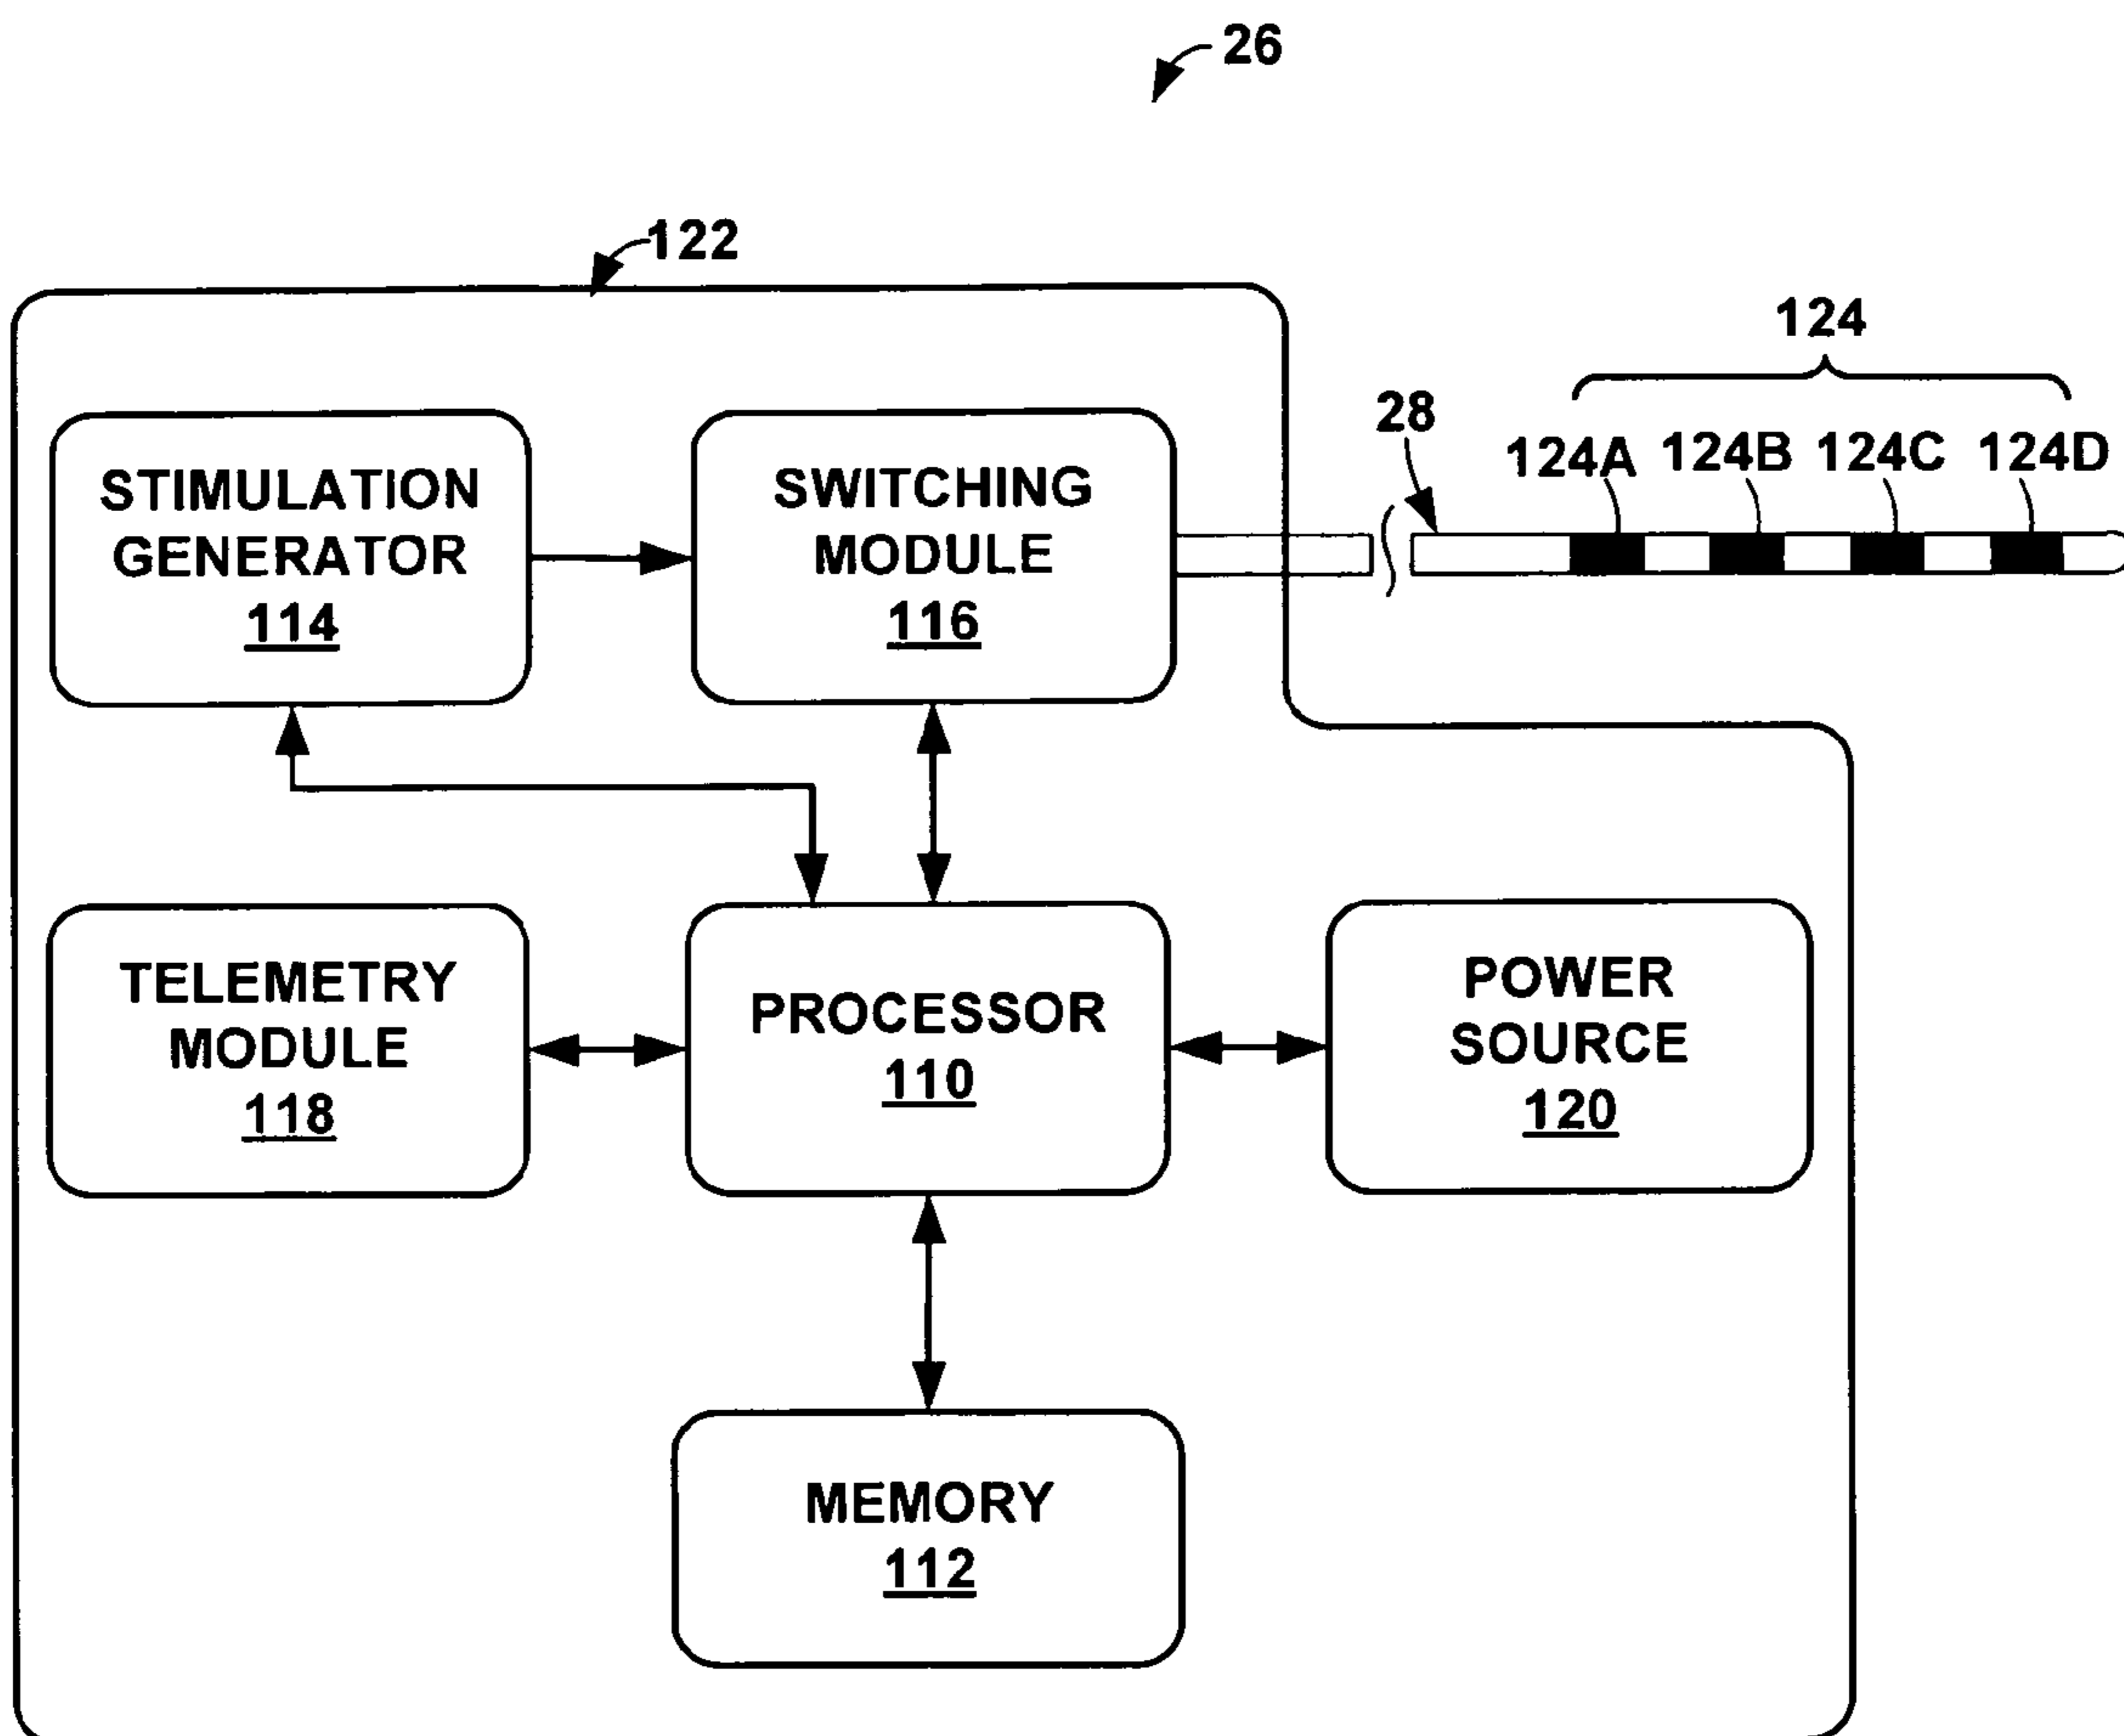 26
122
124
28
124A 124B 124C 124D
STIMULATION
GENERATOR
114
SWITCHING
MODULE
116
TELEMETRY
MODULE
118
PROCESSOR
110
POWER
SOURCE
120
MEMORY
112